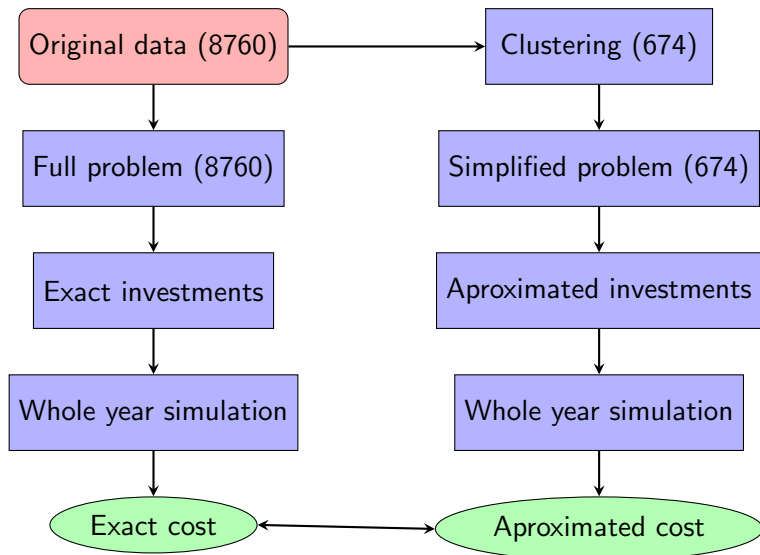 Original data (8760)
Clustering (674)
Full problem (8760)
Simplified problem (674)
Exact investments
Aproximated investments
Whole year simulation
Whole year simulation
Exact cost
Aproximated cost